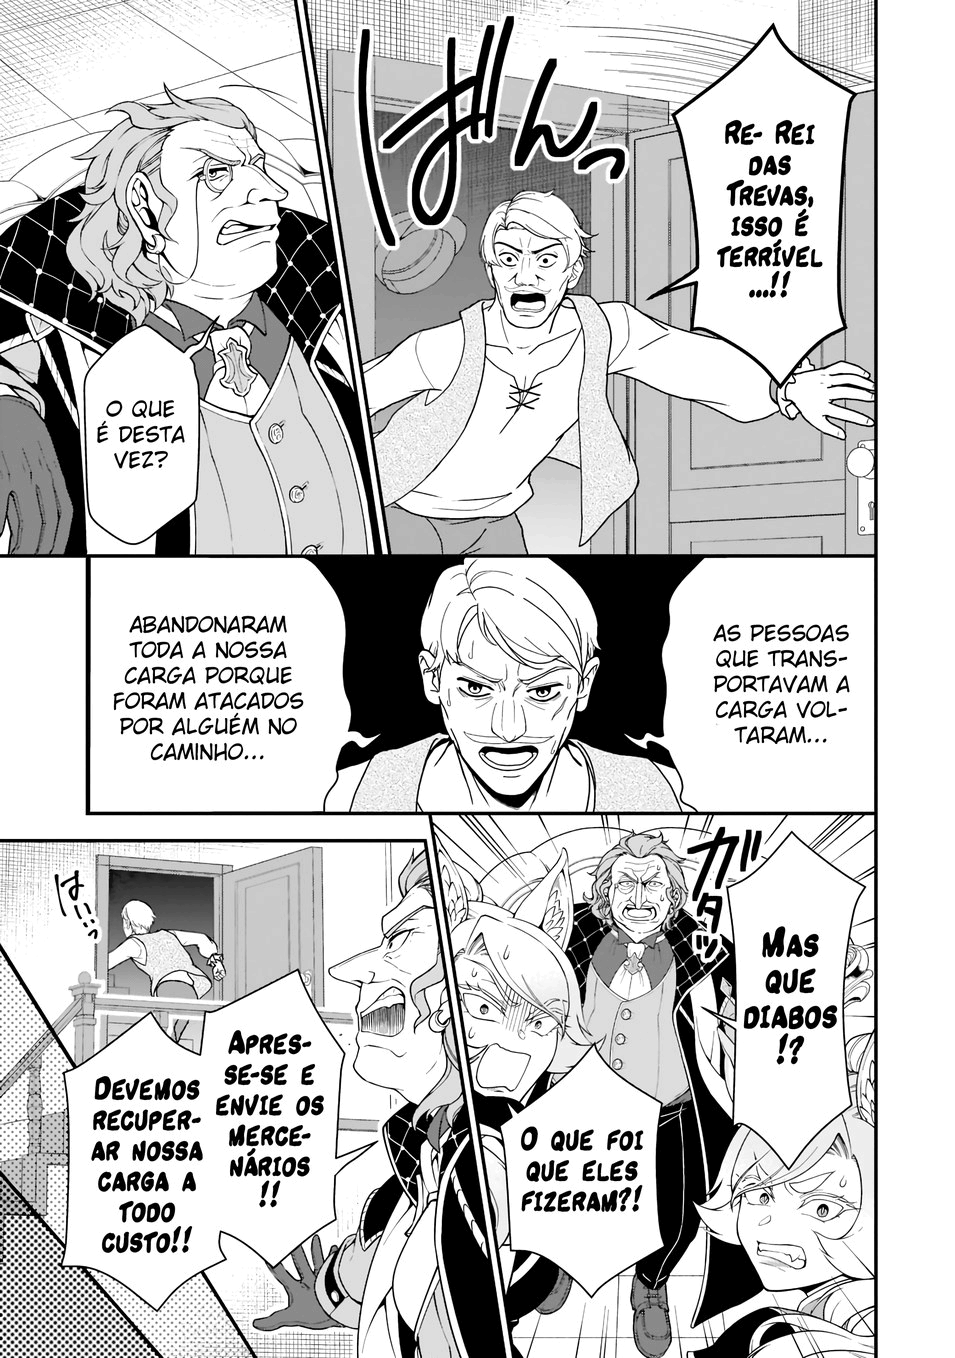 RE- REI
DAS
TREVAS,
ISSO É
TERRÍVEL
...!!
ばんっ
O QUE
É DESTA
VEZ?
AS PESSOAS
QUE TRANS-
PORTAVAM A
CARGA VOL-
TARAM...
ABANDONARAM
TODA A NOSSA
CARGA PORQUE
FORAM ATACADOS
POR ALGUÉM NO
CAMINHO...
MAS
QUE
DIABOS
!?
ガタッ
O QUE FOI
QUE ELES
FIZERAM?!
APRES-
SE-SE E
ENVIE OS
MERCE-
NÁRIOS
!!
DEVEMOS
RECUPER-
AR NOSSA
CARGA A
TODO
CUSTO!!
はいぃっ